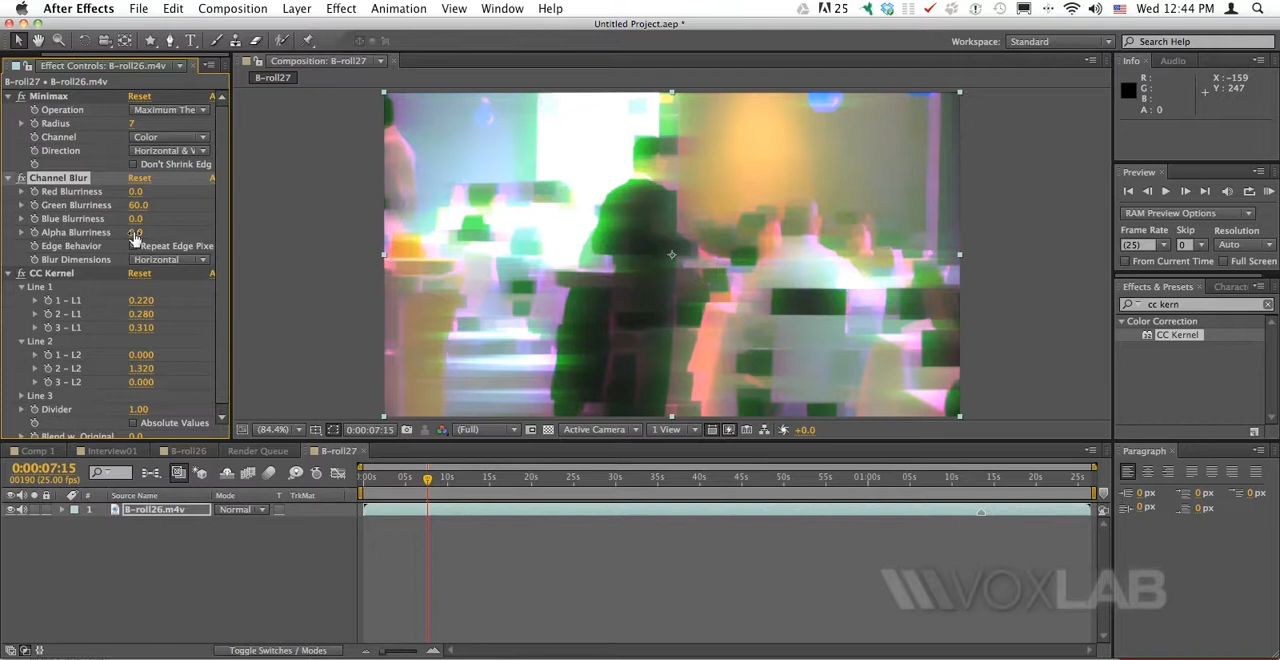 After Effects File Edit Composition Layer Effect Animation View Window Help 25 Wed 12:44 PM
Untitled Project.aep *
Workspace: Standard Search Help
Effect Controls: B-roll26.m4v
B-roll27 • B-roll26.m4v
Minimax Reset A
Operation Maximum The
Radius 7
Channel Color
Direction Horizontal & V
Don't Shrink Edg
Channel Blur Reset A
Red Blurriness 0.0
Green Blurriness 60.0
Blue Blurriness 0.0
Alpha Blurriness
Edge Behavior Repeat Edge Pixe
Blur Dimensions Horizontal
CC Kernel Reset A
Line 1
1 - L1 0.220
2 - L1 0.280
3 - L1 0.310
Line 2
1 - L2 0.000
2 - L2 1.320
3 - L2 0.000
Line 3
Divider 1.00
Absolute Values
Blend w. Original 0.0
Composition: B-roll27
B-roll27
(84.4%) 0:00:07:15 (Full) Active Camera 1 View +0.0
Info Audio
R : X : -159
G : Y : 247
B :
A : 0
Preview
RAM Preview Options
Frame Rate Skip Resolution
(25) 0 Auto
From Current Time Full Screen
Effects & Presets Charact
cc kern
Color Correction
CC Kernel
Comp 1 Interview01 B-roll26 Render Queue B-roll27
0:00:07:15
00190 (25.00 fps)
:00s 05s 10s 15s 20s 25s 30s 35s 40s 45s 50s 55s 01:00s 05s 10s 15s 20s 25s
# Source Name Mode T TrkMat
1 B-roll26.m4v Normal
Toggle Switches / Modes
Paragraph
0 px 0 px 0 px
0 px 0 px
VOXLAB